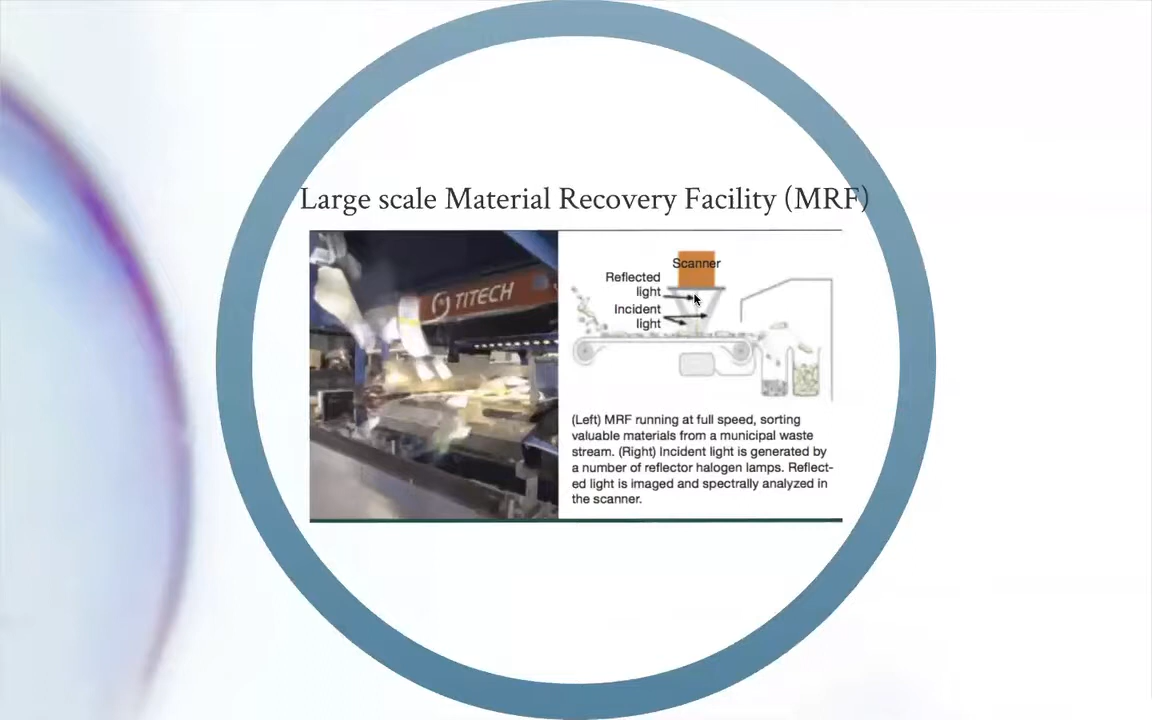 Large scale Material Recovery Facility (MRF)
TITECH
Scanner
Reflected
light
Incident
light
(Left) MRF running at full speed, sorting
valuable materials from a municipal waste
stream. (Right) Incident light is generated by
a number of reflector halogen lamps. Reflect-
ed light is imaged and spectrally analyzed in
the scanner.